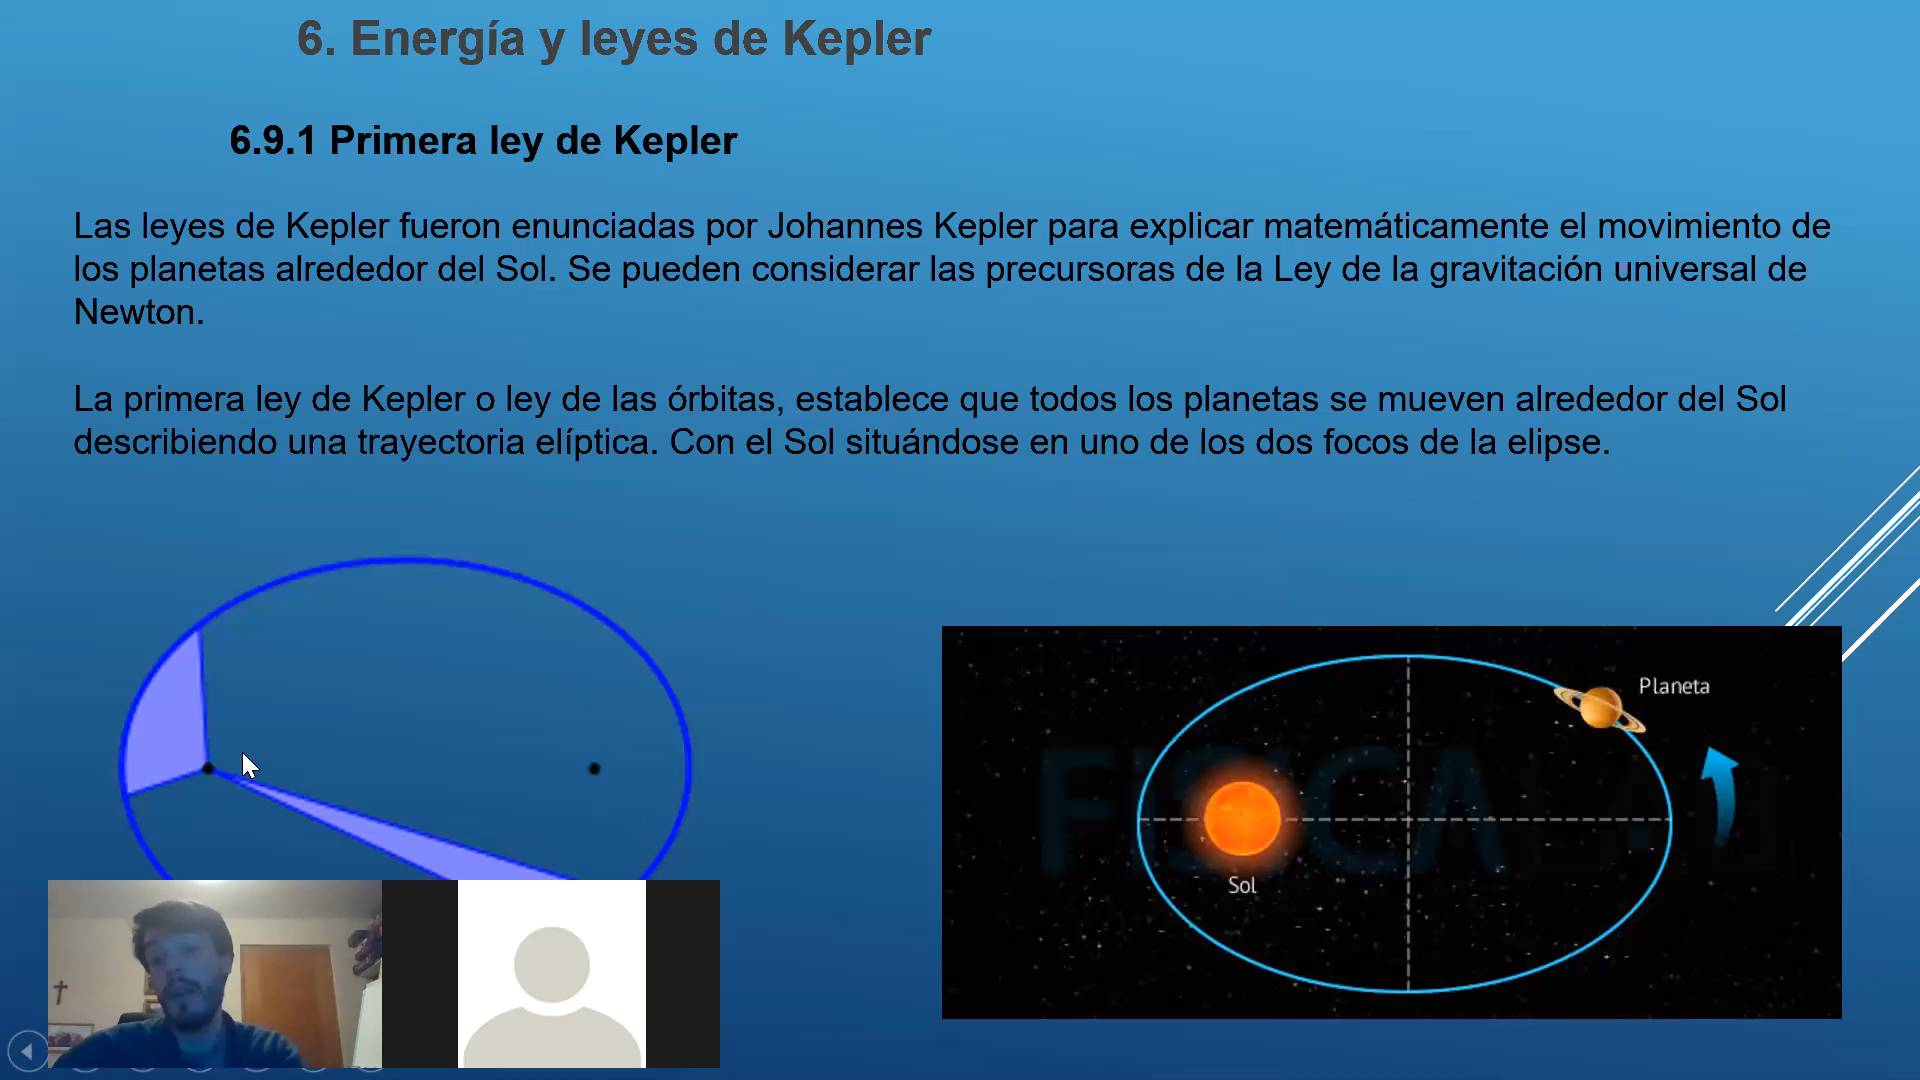 6. Energía y leyes de Kepler
6.9.1 Primera ley de Kepler
Las leyes de Kepler fueron enunciadas por Johannes Kepler para explicar matemáticamente el movimiento de
los planetas alrededor del Sol. Se pueden considerar las precursoras de la Ley de la gravitación universal de
Newton.
La primera ley de Kepler o ley de las órbitas, establece que todos los planetas se mueven alrededor del Sol
describiendo una trayectoria elíptica. Con el Sol situándose en uno de los dos focos de la elipse.
Planeta
Sol